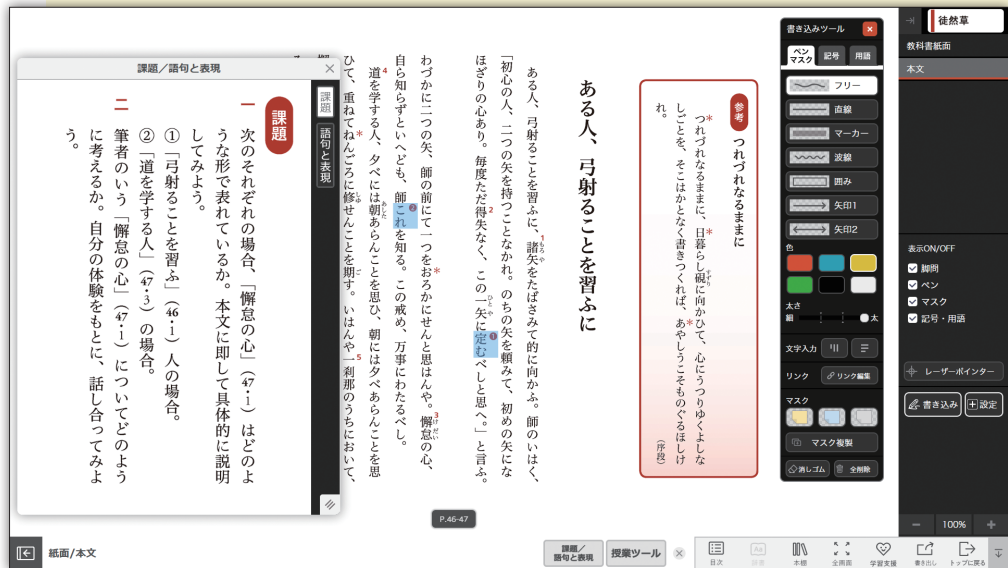 徒然草
教科書紙面
本文
表示ON/OFF
脚問
ペン
マスク
記号・用語
レーザーポインター
書き込み
設定
100%
書き込みツール
ペン
マスク
記号
用語
フリー
直線
マーカー
波線
囲み
矢印1
矢印2
色
太さ
細
太
文字入力
リンク
リンク編集
マスク
マスク複製
消しゴム
全削除
参考
つれづれなるままに
*つれづれなるままに、*日暮らし硯に向かひて、心にうつりゆくよしな
すずり
しごとを、そこはかとなく書きつくれば、*あやしうこそものぐるほしけ
れ。
(序段)
ある人、弓射ることを習ふに
ある人、弓射ることを習ふに、1諸矢をたばさみて的に向かふ。師のいはく、
もろや
「初心の人、二つの矢を持つことなかれ。のちの矢を頼みて、初めの矢にな
ほざりの心あり。毎度ただ2得失なく、この一矢に❶定むべしと思へ。」と言ふ。
ひとや
わづかに二つの矢、師の前にて一つを*おろかにせんと思はんや。3懈怠の心、
けだい
自ら知らずといへども、師❷これを知る。この戒め、万事にわたるべし。
4道を学する人、夕べには朝あらんことを思ひ、朝には夕べあらんことを思
あした
ひて、重ねて*ねんごろに修せんことを期す。いはんや5一刹那のうちにおいて、
しゆ
ご
課題/語句と表現
課題
語句と表現
課題
一 次のそれぞれの場合、「懈怠の心」(47・1)はどのよ
うな形で表れているか。本文に即して具体的に説明
してみよう。
①「弓射ることを習ふ」(46・1)人の場合。
②「道を学する人」(47・3)の場合。
二 筆者のいう「懈怠の心」(47・1)についてどのよう
に考えるか。自分の体験をもとに、話し合ってみよ
う。
P.46-47
紙面/本文
課題/
語句と表現
授業ツール
目次
辞書
本棚
全画面
学習支援
書き出し
トップに戻る